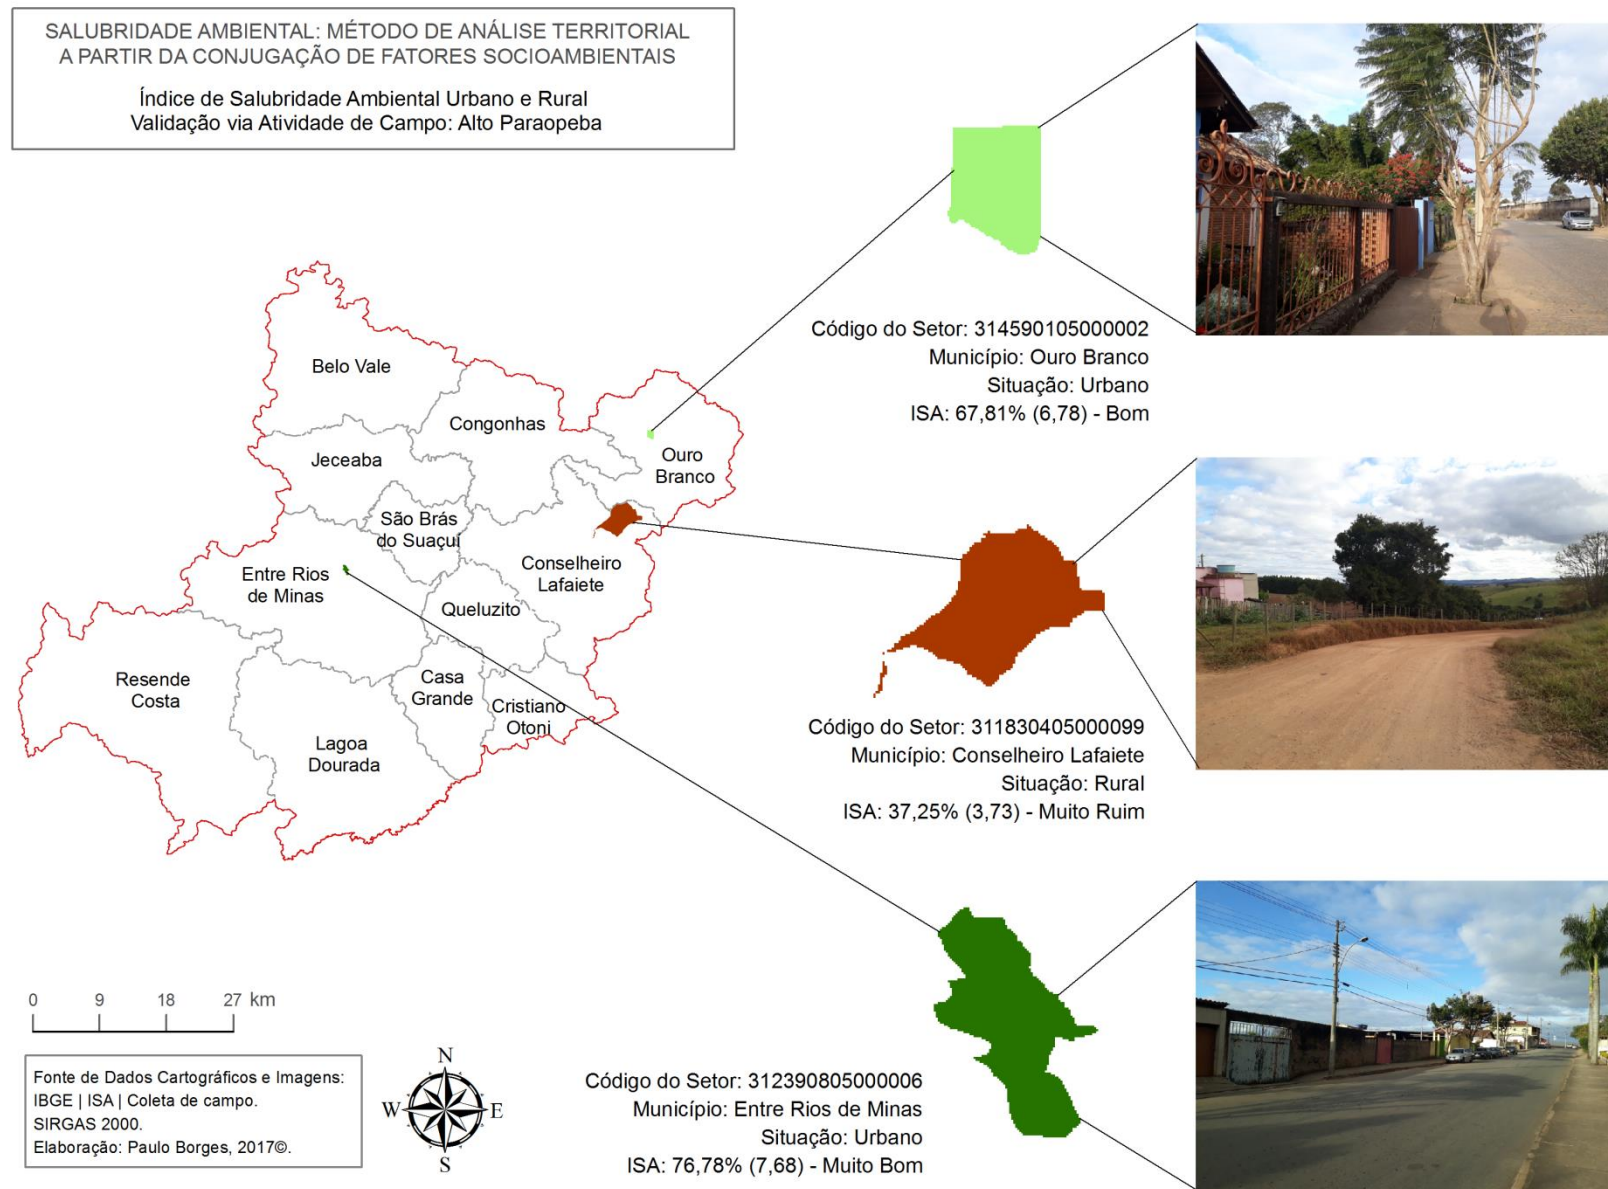 SALUBRIDADE AMBIENTAL: MÉTODO DE ANÁLISE TERRITORIAL
A PARTIR DA CONJUGAÇÃO DE FATORES SOCIOAMBIENTAIS
Índice de Salubridade Ambiental Urbano e Rural
Validação via Atividade de Campo: Alto Paraopeba
Código do Setor: 314590105000002
Município: Ouro Branco
Situação: Urbano
ISA: 67,81% (6,78) - Bom
Belo Vale
Congonhas
Jeceaba
Ouro
Branco
São Brás
do Suaçuí
Entre Rios
de Minas
Conselheiro
Lafaiete
Queluzito
Resende
Costa
Casa
Grande
Cristiano
Otoni
Lagoa
Dourada
Código do Setor: 311830405000099
Município: Conselheiro Lafaiete
Situação: Rural
ISA: 37,25% (3,73) - Muito Ruim
0 9 18 27 km
Fonte de Dados Cartográficos e Imagens:
IBGE | ISA | Coleta de campo.
SIRGAS 2000.
Elaboração: Paulo Borges, 2017©.
N
W E
S
Código do Setor: 312390805000006
Município: Entre Rios de Minas
Situação: Urbano
ISA: 76,78% (7,68) - Muito Bom